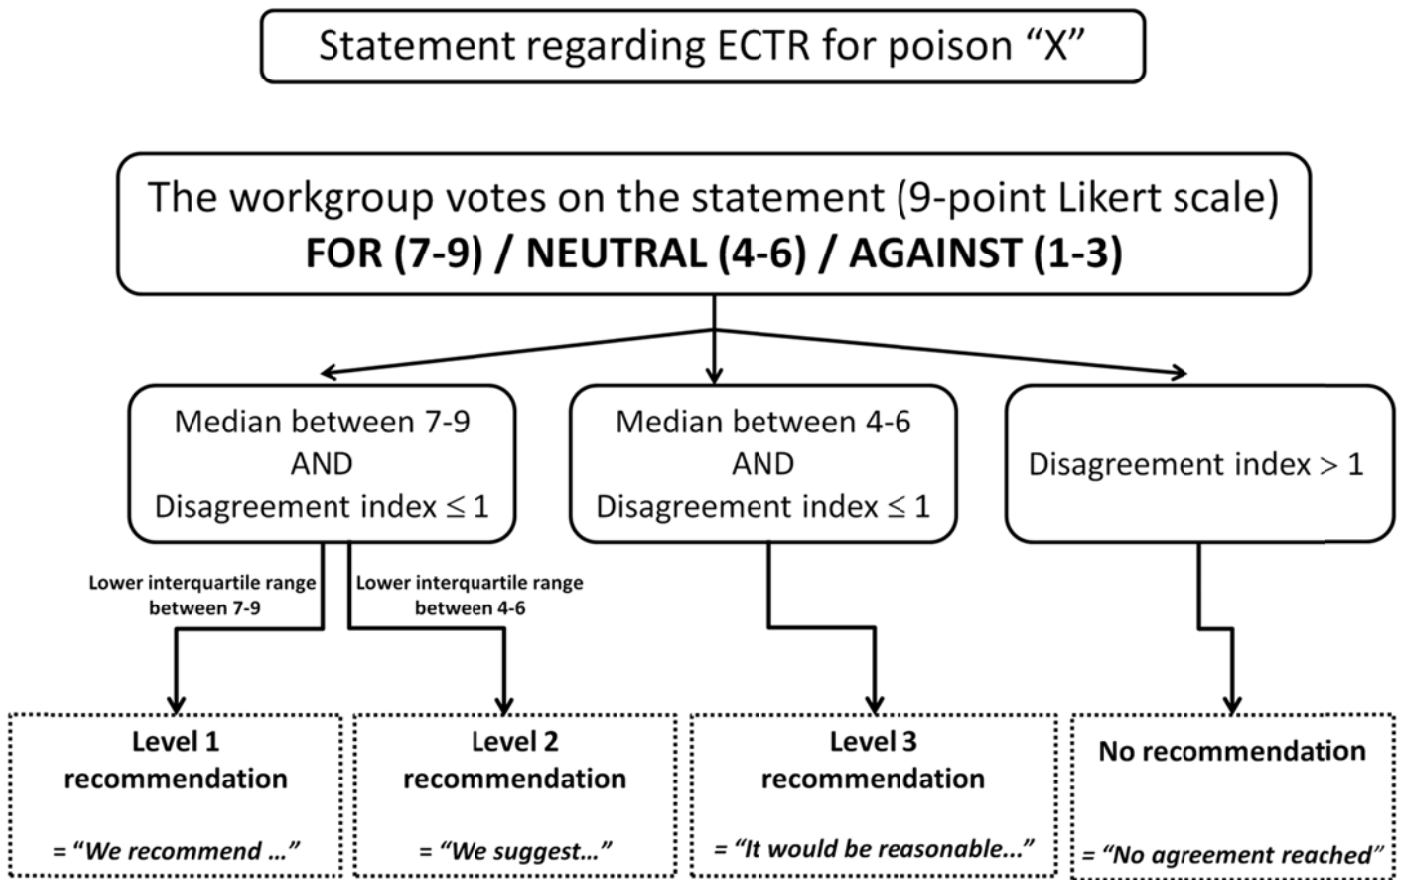 Statement regarding ECTR for poison “X”
The workgroup votes on the statement (9-point Likert scale)
FOR (7-9) / NEUTRAL (4-6) / AGAINST (1-3)
Median between 7-9
AND
Disagreement index ≤ 1
Median between 4-6
AND
Disagreement index ≤ 1
Disagreement index > 1
Lower interquartile range
between 7-9
Lower interquartile range
between 4-6
Level 1
recommendation
= “We recommend ...”
Level 2
recommendation
= “We suggest...”
Level 3
recommendation
= “It would be reasonable...”
No recommendation
= “No agreement reached”